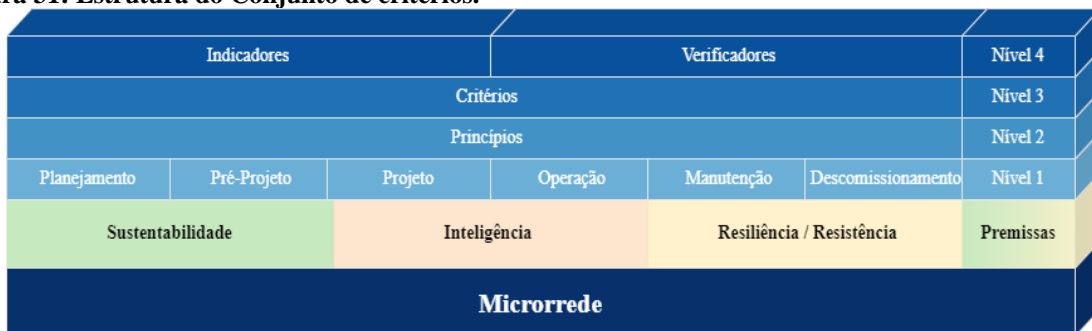 ra 31: Estrutura do Conjunto de critérios.
Indicadores Verificadores Nível 4
Critérios Nível 3
Princípios Nível 2
Planejamento Pré-Projeto Projeto Operação Manutenção Descomissionamento Nível 1
Sustentabilidade Inteligência Resiliência / Resistência Premissas
Microrrede